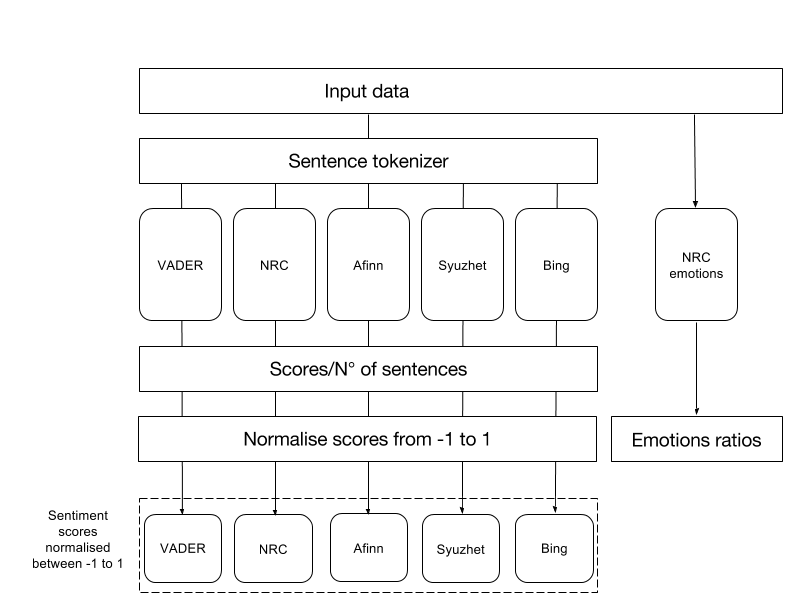 Input data
Sentence tokenizer
VADER
NRC
Afinn
Syuzhet
Bing
NRC
emotions
Scores/N° of sentences
Normalise scores from -1 to 1
Emotions ratios
Sentiment
scores
normalised
between -1 to 1
VADER
NRC
Afinn
Syuzhet
Bing